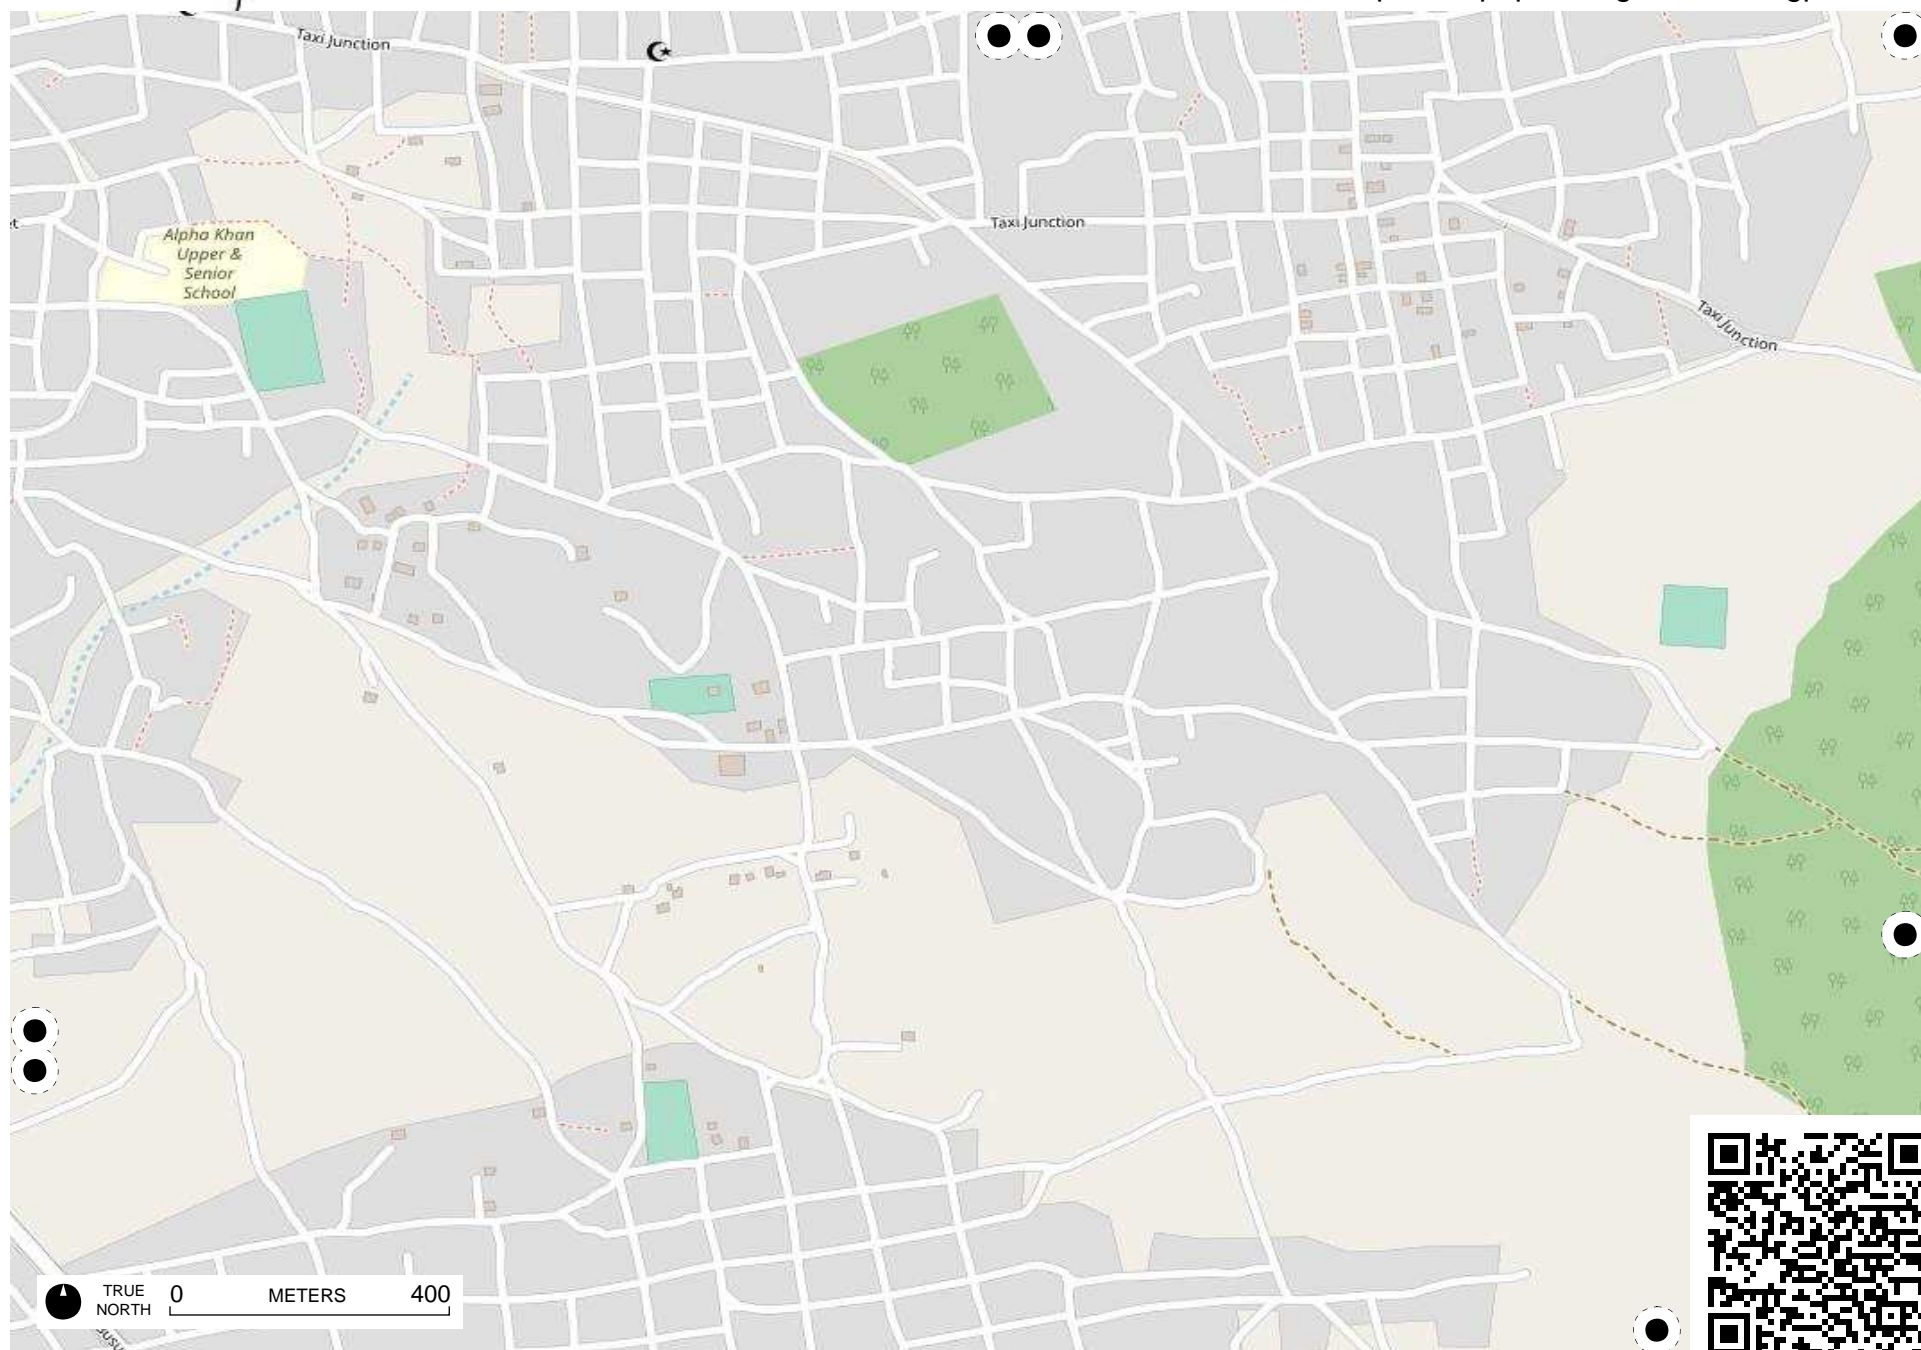 Taxi Junction
Taxi Junction
Alpha Khan
Upper &
Senior
School
Taxi Junction
TRUE
NORTH
0 METERS 400